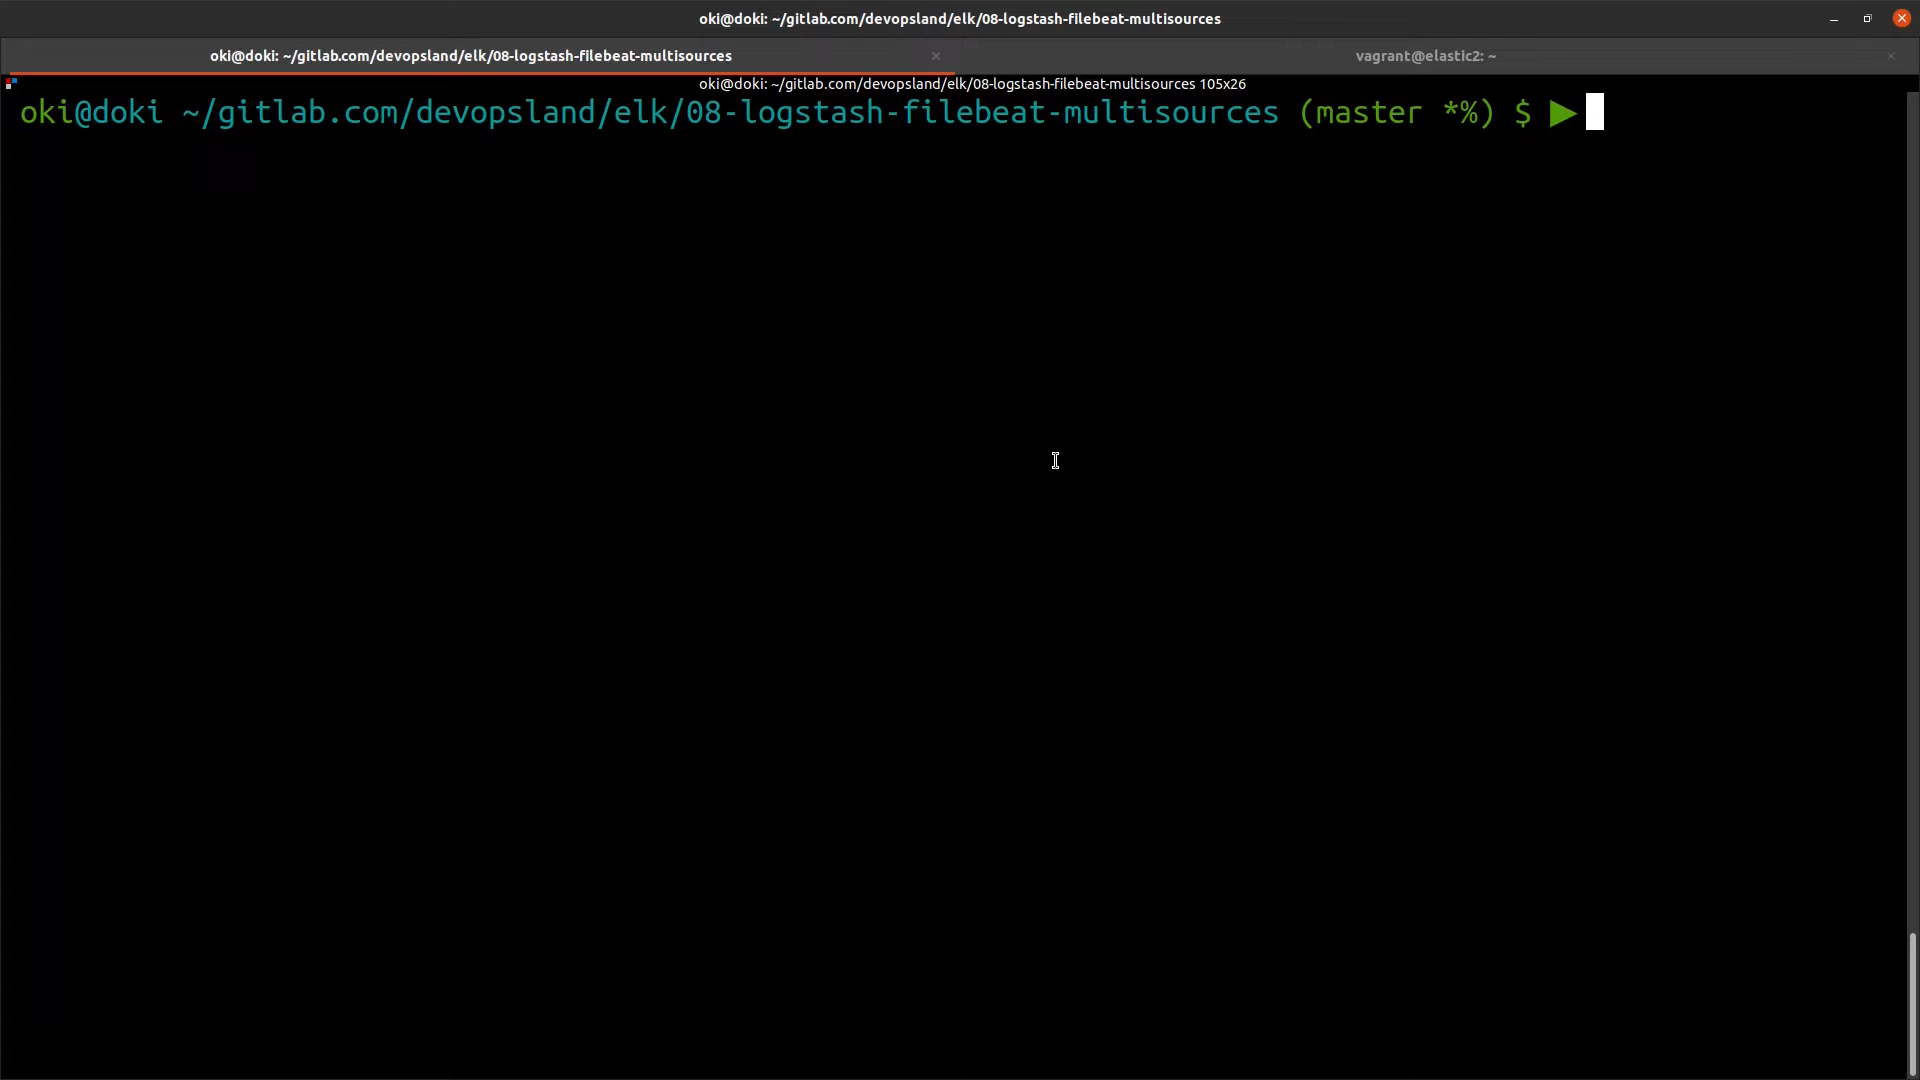 oki@doki: ~/gitlab.com/devopsland/elk/08-logstash-filebeat-multisources
oki@doki: ~/gitlab.com/devopsland/elk/08-logstash-filebeat-multisources × vagrant@elastic2: ~ ×
oki@doki: ~/gitlab.com/devopsland/elk/08-logstash-filebeat-multisources 105x26
oki@doki ~/gitlab.com/devopsland/elk/08-logstash-filebeat-multisources (master *%) $ ▶